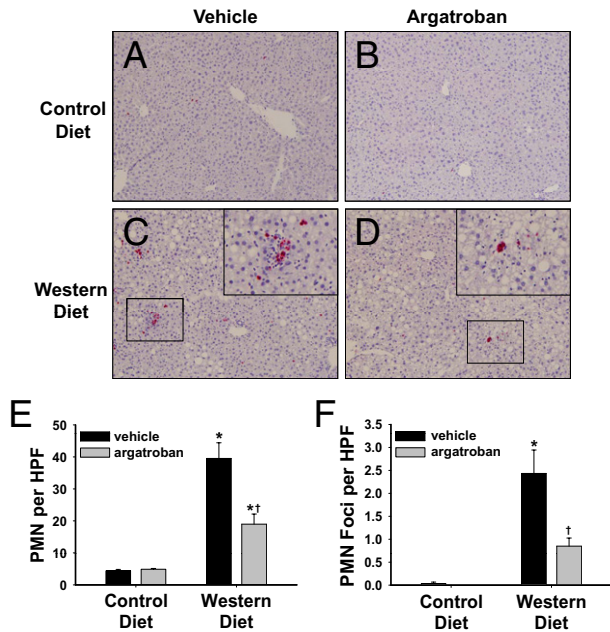 Vehicle
Argatroban
Control
Diet
A
B
Western
Diet
C
D
E
PMN per HPF
50
40
30
20
10
0
vehicle
argatroban
*
*†
Control
Diet
Western
Diet
F
PMN Foci per HPF
3.5
3.0
2.5
2.0
1.5
1.0
0.5
0.0
vehicle
argatroban
*
†
Control
Diet
Western
Diet